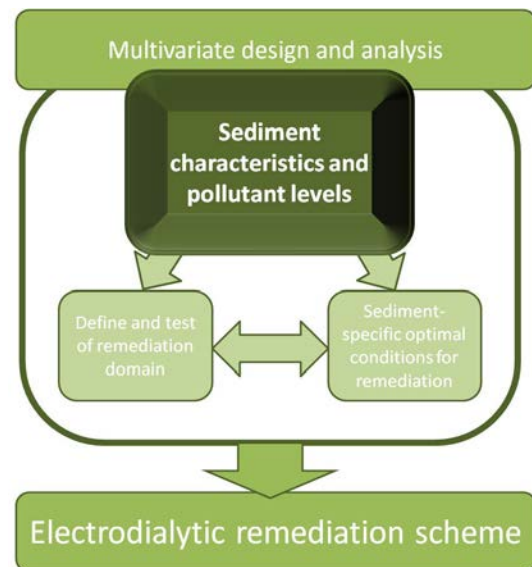 Multivariate design and analysis
Sediment
characteristics and
pollutant levels
Define and test
of remediation
domain
Sediment-
specific optimal
conditions for
remediation
Electrodialytic remediation scheme